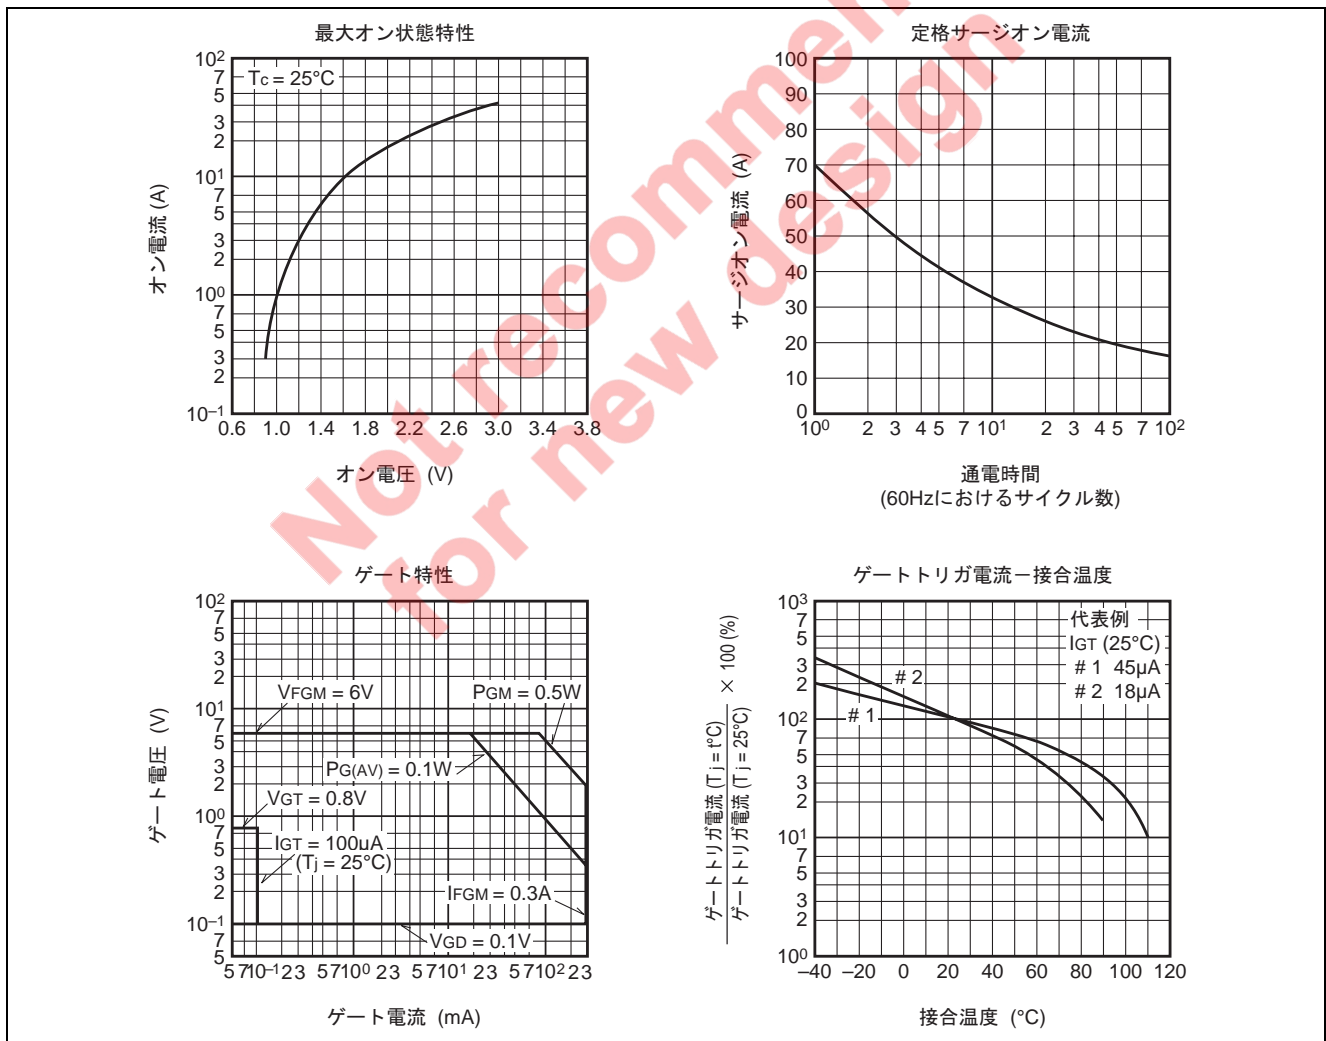 最大オン状態特性
10²
7
5
3
2
10¹
7
5
3
2
10⁰
7
5
3
2
10⁻¹
Tc = 25°C
オン電流 (A)
0.6 1.0 1.4 1.8 2.2 2.6 3.0 3.4 3.8
オン電圧 (V)
定格サージオン電流
100
90
80
70
60
50
40
30
20
10
0
サージオン電流 (A)
10⁰ 2 3 4 5 7 10¹ 2 3 4 5 7 10²
通電時間
(60Hzにおけるサイクル数)
Not recommen
for new design
ゲート特性
10²
7
5
3
2
10¹
7
5
3
2
10⁰
7
5
3
2
10⁻¹
7
5
ゲート電圧 (V)
VFGM = 6V
PGM = 0.5W
PG(AV) = 0.1W
VGT = 0.8V
IGT = 100µA
(Tj = 25°C)
IFGM = 0.3A
VGD = 0.1V
5 7 10⁻¹ 2 3 5 7 10⁰ 2 3 5 7 10¹ 2 3 5 7 10² 2 3
ゲート電流 (mA)
ゲートトリガ電流－接合温度
10³
7
5
3
2
10²
7
5
3
2
10¹
7
5
3
2
10⁰
ゲートトリガ電流 (Tj = t°C)
ゲートトリガ電流 (Tj = 25°C)
× 100 (%)
代表例
IGT (25°C)
# 1 45µA
# 2 18µA
# 2
# 1
–40 –20 0 20 40 60 80 100 120
接合温度 (°C)